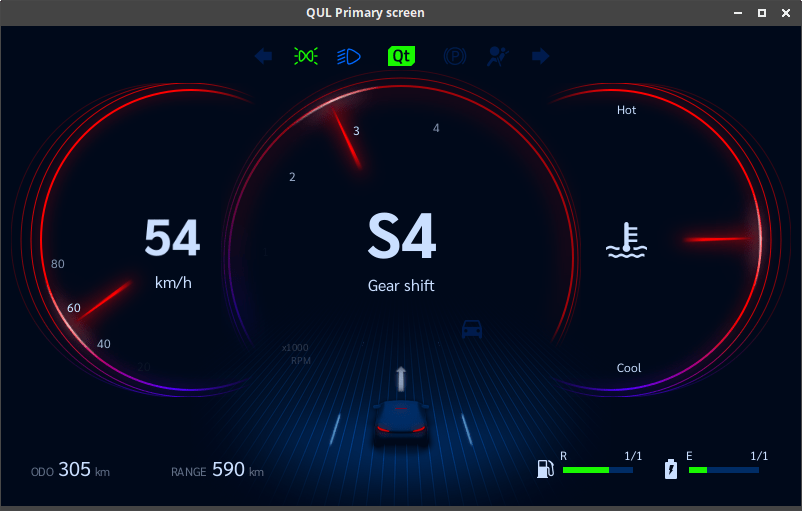 QUL Primary screen
Qt
Hot
3
4
2
54
km/h
S4
Gear shift
80
60
40
20
x1000
RPM
Cool
ODO 305 km
RANGE 590 km
R 1/1
E 1/1